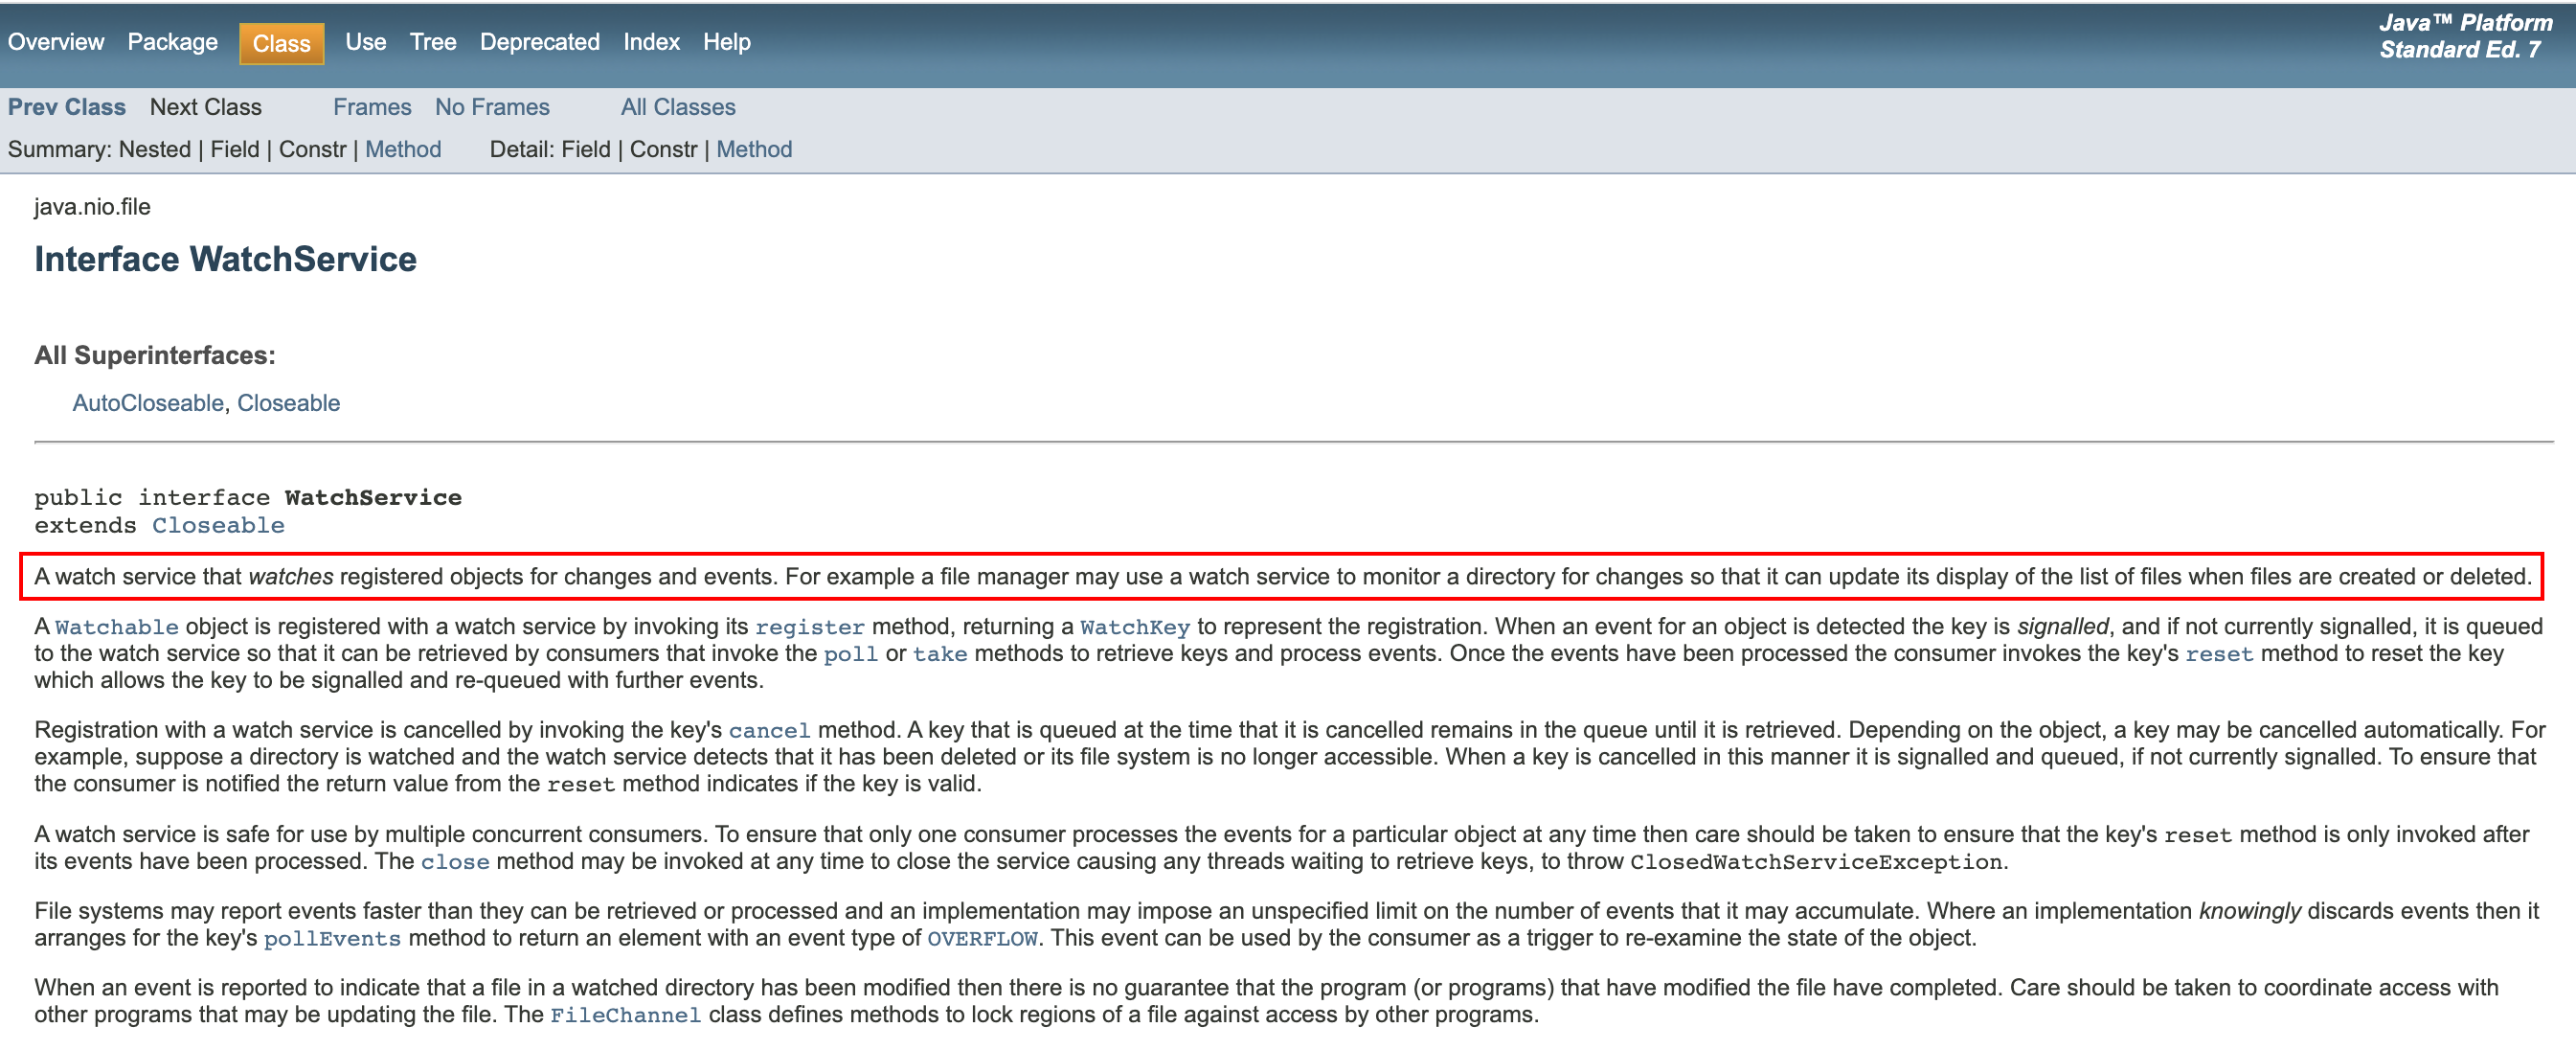 Overview Package Class Use Tree Deprecated Index Help
Java™ Platform
Standard Ed. 7
Prev Class Next Class Frames No Frames All Classes
Summary: Nested | Field | Constr | Method Detail: Field | Constr | Method
java.nio.file
Interface WatchService
All Superinterfaces:
AutoCloseable, Closeable
public interface WatchService
extends Closeable
A watch service that watches registered objects for changes and events. For example a file manager may use a watch service to monitor a directory for changes so that it can update its display of the list of files when files are created or deleted.
A Watchable object is registered with a watch service by invoking its register method, returning a WatchKey to represent the registration. When an event for an object is detected the key is signalled, and if not currently signalled, it is queued
to the watch service so that it can be retrieved by consumers that invoke the poll or take methods to retrieve keys and process events. Once the events have been processed the consumer invokes the key's reset method to reset the key
which allows the key to be signalled and re-queued with further events.
Registration with a watch service is cancelled by invoking the key's cancel method. A key that is queued at the time that it is cancelled remains in the queue until it is retrieved. Depending on the object, a key may be cancelled automatically. For
example, suppose a directory is watched and the watch service detects that it has been deleted or its file system is no longer accessible. When a key is cancelled in this manner it is signalled and queued, if not currently signalled. To ensure that
the consumer is notified the return value from the reset method indicates if the key is valid.
A watch service is safe for use by multiple concurrent consumers. To ensure that only one consumer processes the events for a particular object at any time then care should be taken to ensure that the key's reset method is only invoked after
its events have been processed. The close method may be invoked at any time to close the service causing any threads waiting to retrieve keys, to throw ClosedWatchServiceException.
File systems may report events faster than they can be retrieved or processed and an implementation may impose an unspecified limit on the number of events that it may accumulate. Where an implementation knowingly discards events then it
arranges for the key's pollEvents method to return an element with an event type of OVERFLOW. This event can be used by the consumer as a trigger to re-examine the state of the object.
When an event is reported to indicate that a file in a watched directory has been modified then there is no guarantee that the program (or programs) that have modified the file have completed. Care should be taken to coordinate access with
other programs that may be updating the file. The FileChannel class defines methods to lock regions of a file against access by other programs.